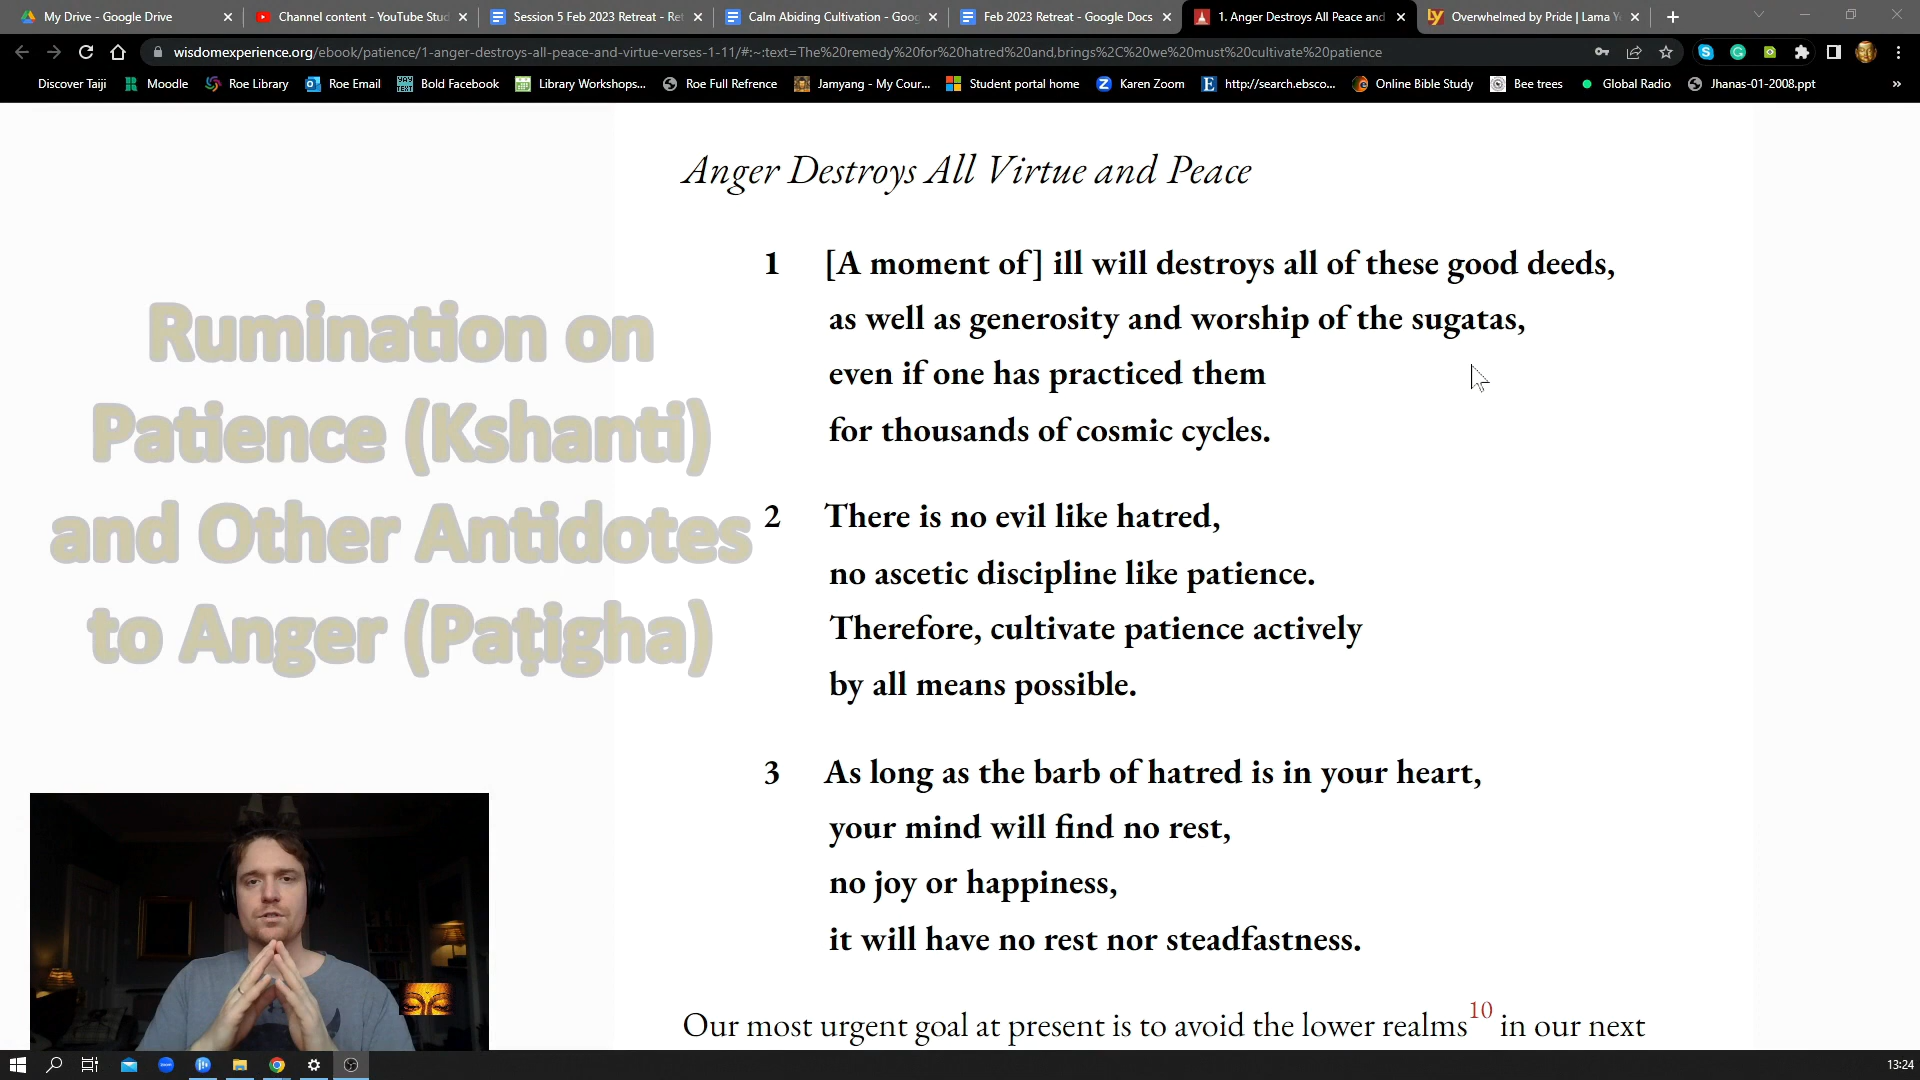 My Drive - Google Drive
Channel content - YouTube Stud
Session 5 Feb 2023 Retreat - Ret
Calm Abiding Cultivation - Goog
Feb 2023 Retreat - Google Docs
1. Anger Destroys All Peace and
Overwhelmed by Pride | Lama Y
wisdomexperience.org/ebook/patience/1-anger-destroys-all-peace-and-virtue-verses-1-11/#:~:text=The%20remedy%20for%20hatred%20and,brings%2C%20we%20must%20cultivate%20patience
Discover Taiji
Moodle
Roe Library
Roe Email
Bold Facebook
Library Workshops...
Roe Full Refrence
Jamyang - My Cour...
Student portal home
Karen Zoom
http://search.ebsco...
Online Bible Study
Bee trees
Global Radio
Jhanas-01-2008.ppt
»
Anger Destroys All Virtue and Peace
1 [A moment of] ill will destroys all of these good deeds,
as well as generosity and worship of the sugatas,
even if one has practiced them
for thousands of cosmic cycles.
2 There is no evil like hatred,
no ascetic discipline like patience.
Therefore, cultivate patience actively
by all means possible.
3 As long as the barb of hatred is in your heart,
your mind will find no rest,
no joy or happiness,
it will have no rest nor steadfastness.
Our most urgent goal at present is to avoid the lower realms10 in our next
Rumination on
Patience (Kshanti)
and Other Antidotes
to Anger (Paṭigha)
13:24